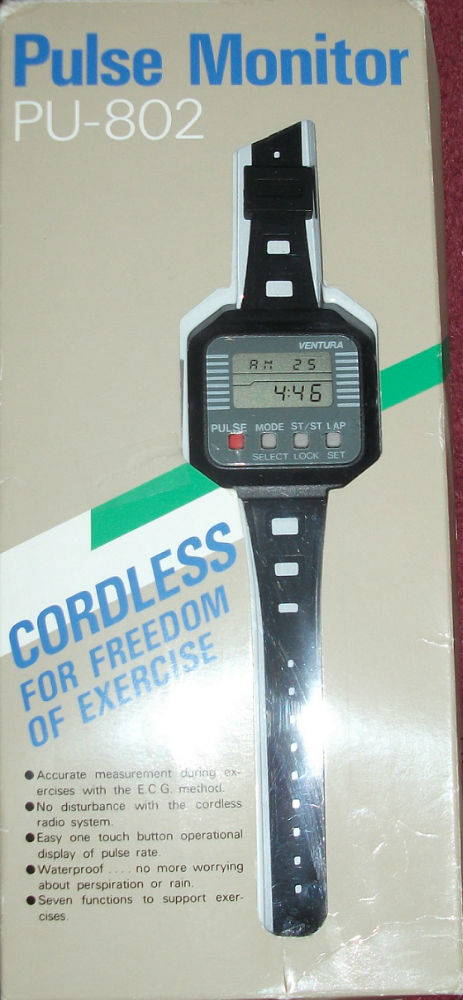 Pulse Monitor
PU-802
VENTURA
AM 25
4:46
PULSE MODE ST/ST LAP
SELECT LOCK SET
CORDLESS
FOR FREEDOM
OF EXERCISE
●Accurate measurement during ex-
ercises with the E.C.G. method.
●No disturbance with the cordless
radio system.
●Easy one touch button operational
display of pulse rate.
●Waterproof .... no more worrying
about perspiration or rain.
●Seven functions to support exer-
cises.